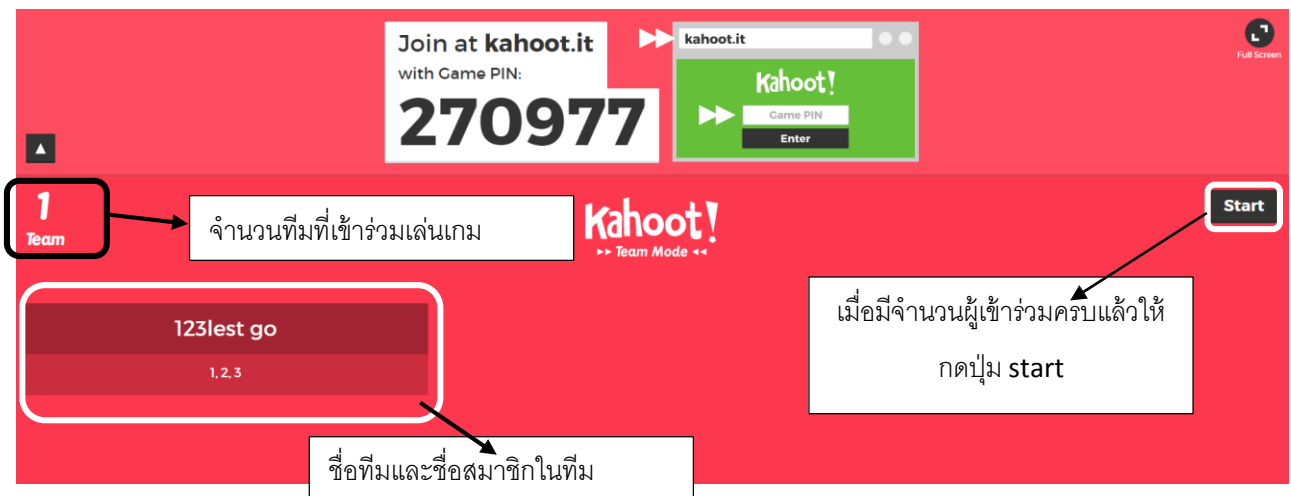 Join at kahoot.it
with Game PIN:
270977
kahoot.it
Kahoot!
Game PIN
Enter
Full Screen
1
Team
จำนวนทีมที่เข้าร่วมเล่นเกม
Kahoot!
Team Mode
Start
123lest go
1, 2, 3
เมื่อมีจำนวนผู้เข้าร่วมครบแล้วให้
กดปุ่ม start
ชื่อทีมและชื่อสมาชิกในทีม